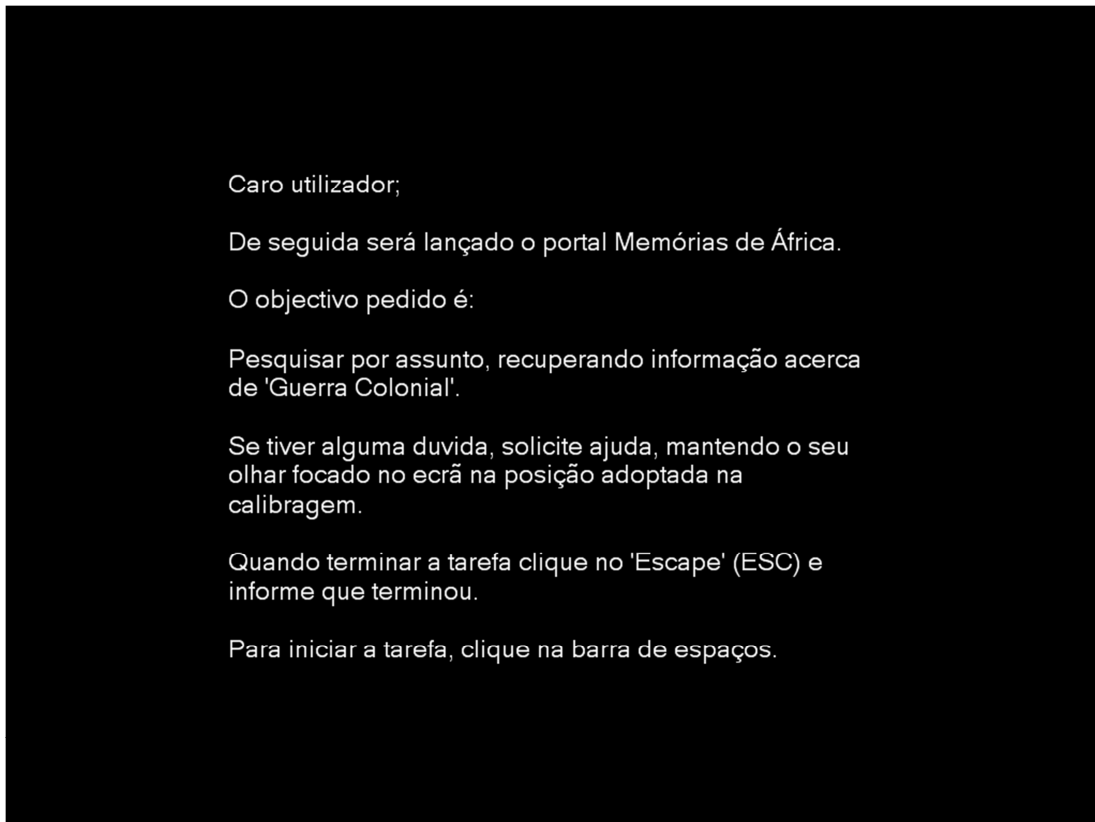 Caro utilizador;
De seguida será lançado o portal Memórias de África.
O objectivo pedido é:
Pesquisar por assunto, recuperando informação acerca
de 'Guerra Colonial'.
Se tiver alguma duvida, solicite ajuda, mantendo o seu
olhar focado no ecrã na posição adoptada na
calibragem.
Quando terminar a tarefa clique no 'Escape' (ESC) e
informe que terminou.
Para iniciar a tarefa, clique na barra de espaços.